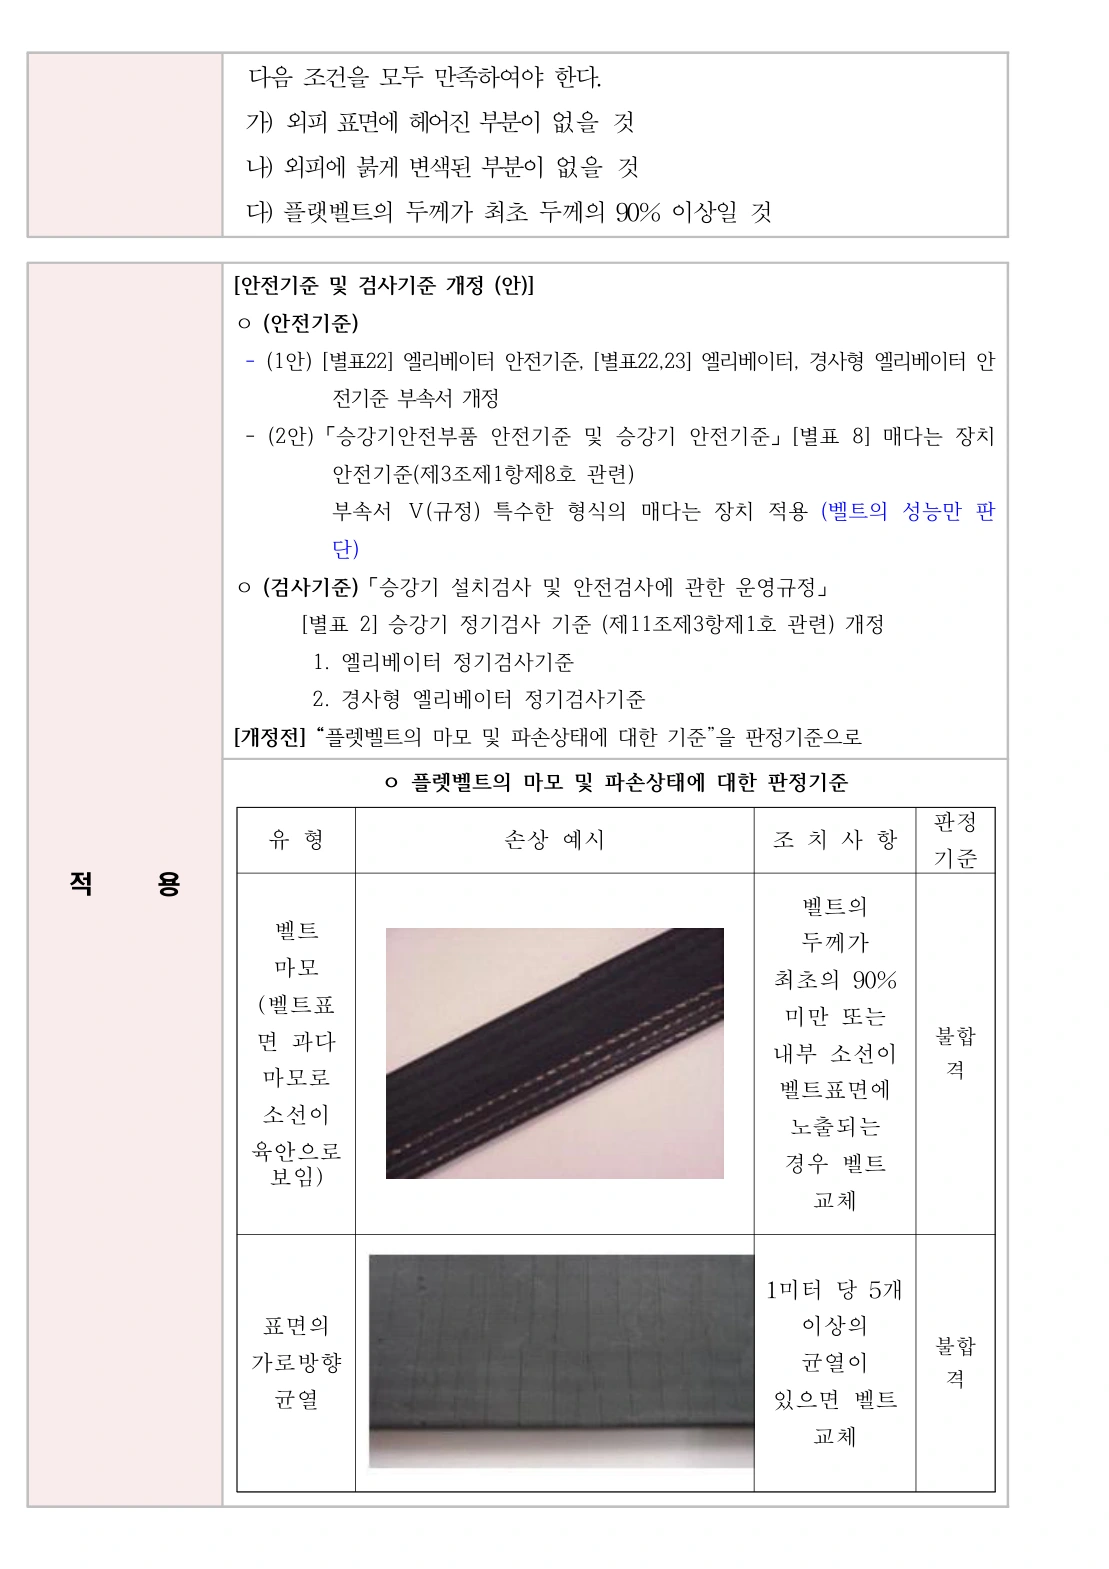 다음 조건을 모두 만족하여야 한다.
가) 외피 표면에 헤어진 부분이 없을 것
나) 외피에 붉게 변색된 부분이 없을 것
다) 플랫벨트의 두께가 최초 두께의 90% 이상일 것
[안전기준 및 검사기준 개정 (안)]
ㅇ (안전기준)
- (1안) [별표22] 엘리베이터 안전기준, [별표22,23] 엘리베이터, 경사형 엘리베이터 안
전기준 부속서 개정
- (2안)「승강기안전부품 안전기준 및 승강기 안전기준」[별표 8] 매다는 장치
안전기준(제3조제1항제8호 관련)
부속서 Ⅴ(규정) 특수한 형식의 매다는 장치 적용 (벨트의 성능만 판
단)
ㅇ (검사기준)「승강기 설치검사 및 안전검사에 관한 운영규정」
[별표 2] 승강기 정기검사 기준 (제11조제3항제1호 관련) 개정
1. 엘리베이터 정기검사기준
2. 경사형 엘리베이터 정기검사기준
[개정전] “플렛벨트의 마모 및 파손상태에 대한 기준”을 판정기준으로
적 용
ㅇ 플렛벨트의 마모 및 파손상태에 대한 판정기준
유 형
손상 예시
조 치 사 항
판정
기준
벨트
마모
(벨트표
면 과다
마모로
소선이
육안으로
보임)
벨트의
두께가
최초의 90%
미만 또는
내부 소선이
벨트표면에
노출되는
경우 벨트
교체
불합
격
표면의
가로방향
균열
1미터 당 5개
이상의
균열이
있으면 벨트
교체
불합
격